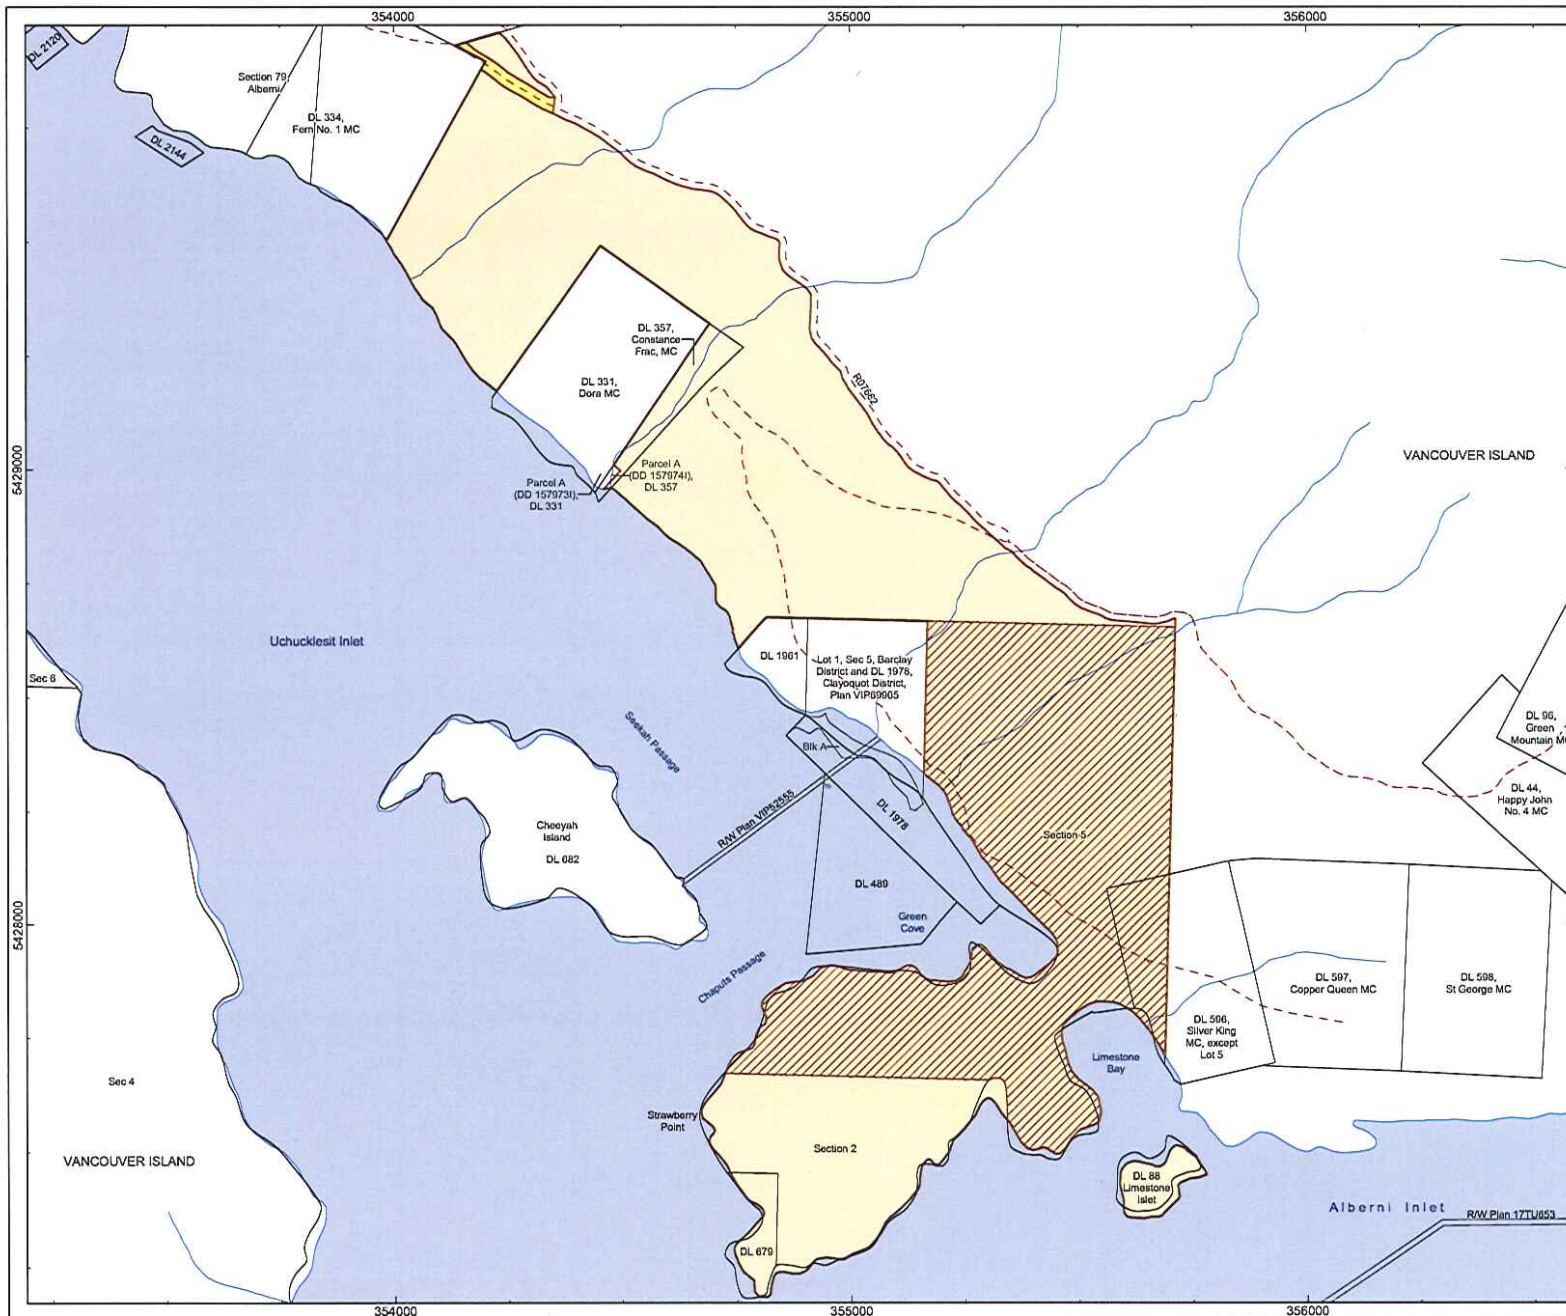 354000
355000
356000
DL 2120
Section 79,
Alberni
DL 334,
Fern No. 1 MC
DL 2144
DL 357,
Constance
Frac, MC
DL 331,
Dora MC
R07662
5429000
VANCOUVER ISLAND
Parcel A
(DD 157974I),
DL 357
Parcel A
(DD 157973I),
DL 331
Uchucklesit Inlet
DL 1961
Lot 1, Sec 5, Barclay
District and DL 1978,
Clayoquot District,
Plan VIP69905
Sec 6
Seekah Passage
Blk A
DL 96,
Green
Mountain MC
DL 44,
Happy John
No. 4 MC
R/W Plan VIP52555
DL 1978
Cheeyah
Island
DL 682
Section 5
DL 489
5428000
Green
Cove
Chaputs Passage
DL 597,
Copper Queen MC
DL 598,
St George MC
DL 596,
Silver King
MC, except
Lot 5
Limestone
Bay
Sec 4
Strawberry
Point
Section 2
VANCOUVER ISLAND
DL 88
Limestone
Islet
Alberni Inlet
R/W Plan 17TU653
DL 679
354000
355000
356000